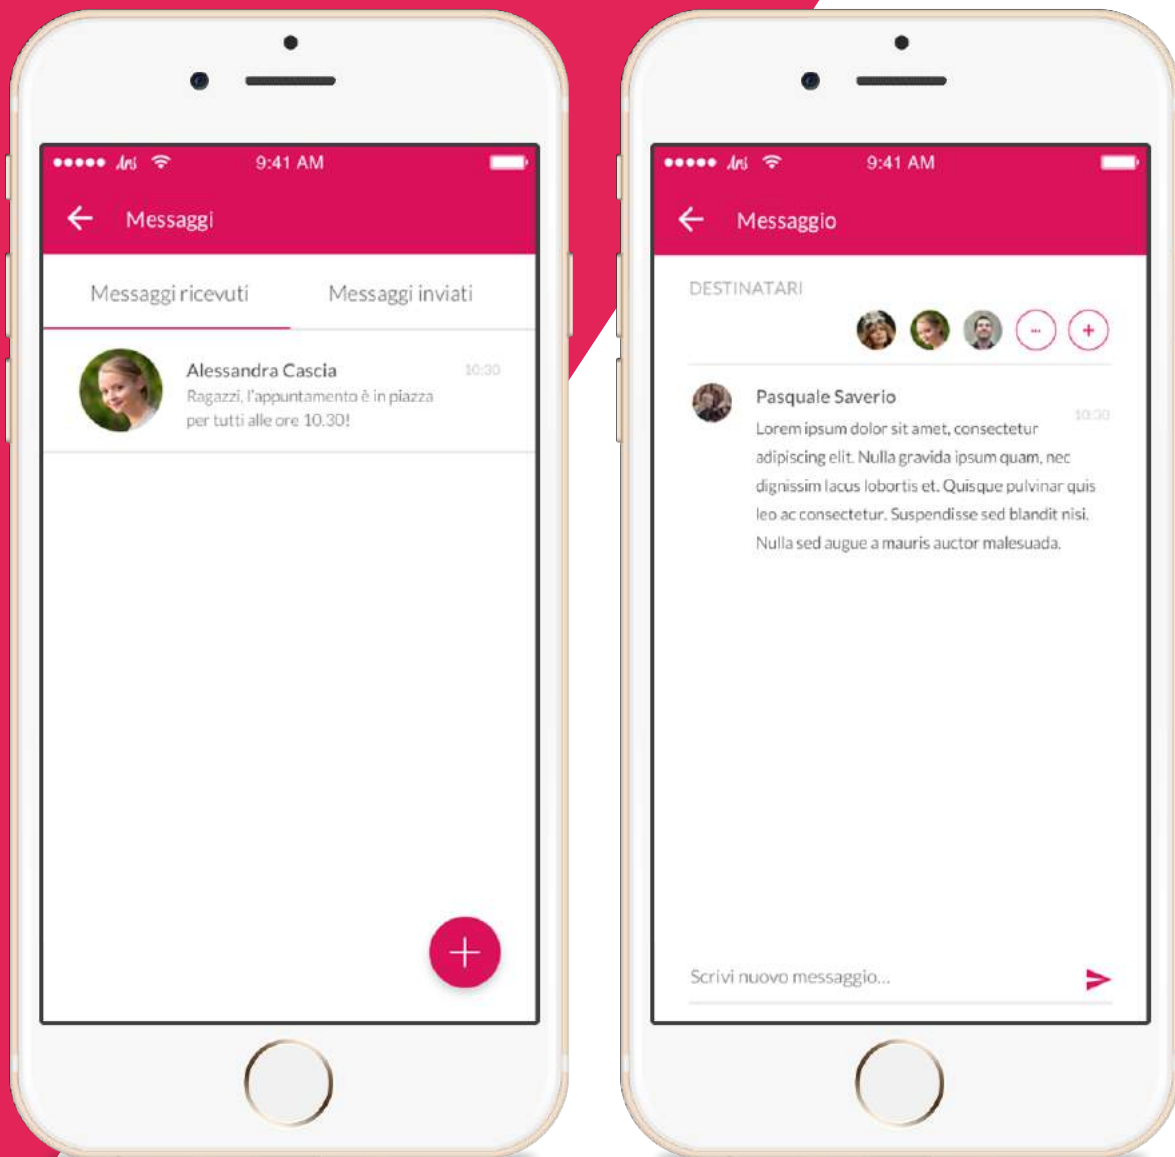 9:41 AM
Messaggi
Messaggi ricevuti
Messaggi inviati
Alessandra Cascia
10:30
Ragazzi, l'appuntamento è in piazza
per tutti alle ore 10.30!
9:41 AM
Messaggio
DESTINATARI
Pasquale Saverio
10:30
Lorem ipsum dolor sit amet, consectetur
adipiscing elit. Nulla gravida ipsum quam, nec
dignissim lacus lobortis et. Quisque pulvinar quis
leo ac consectetur. Suspendisse sed blandit nisi.
Nulla sed augue a mauris auctor malesuada.
Scrivi nuovo messaggio...